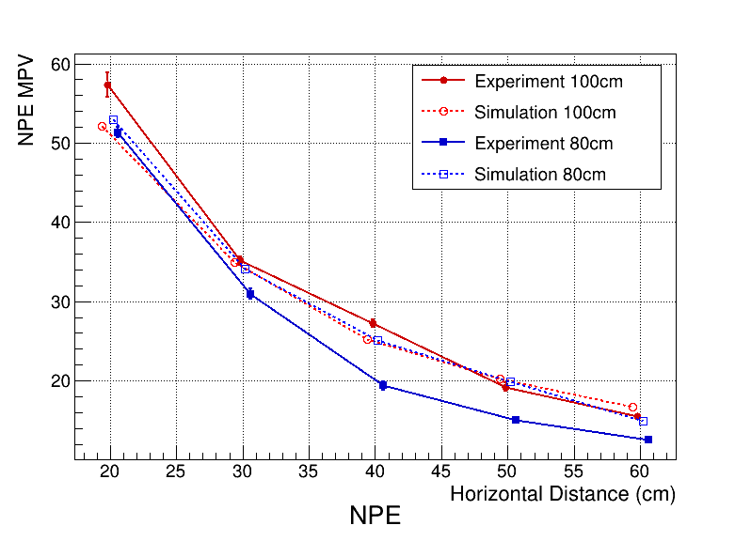 NPE MPV
60
50
40
30
20
Experiment 100cm
Simulation 100cm
Experiment 80cm
Simulation 80cm
20 25 30 35 40 45 50 55 60
Horizontal Distance (cm)
NPE